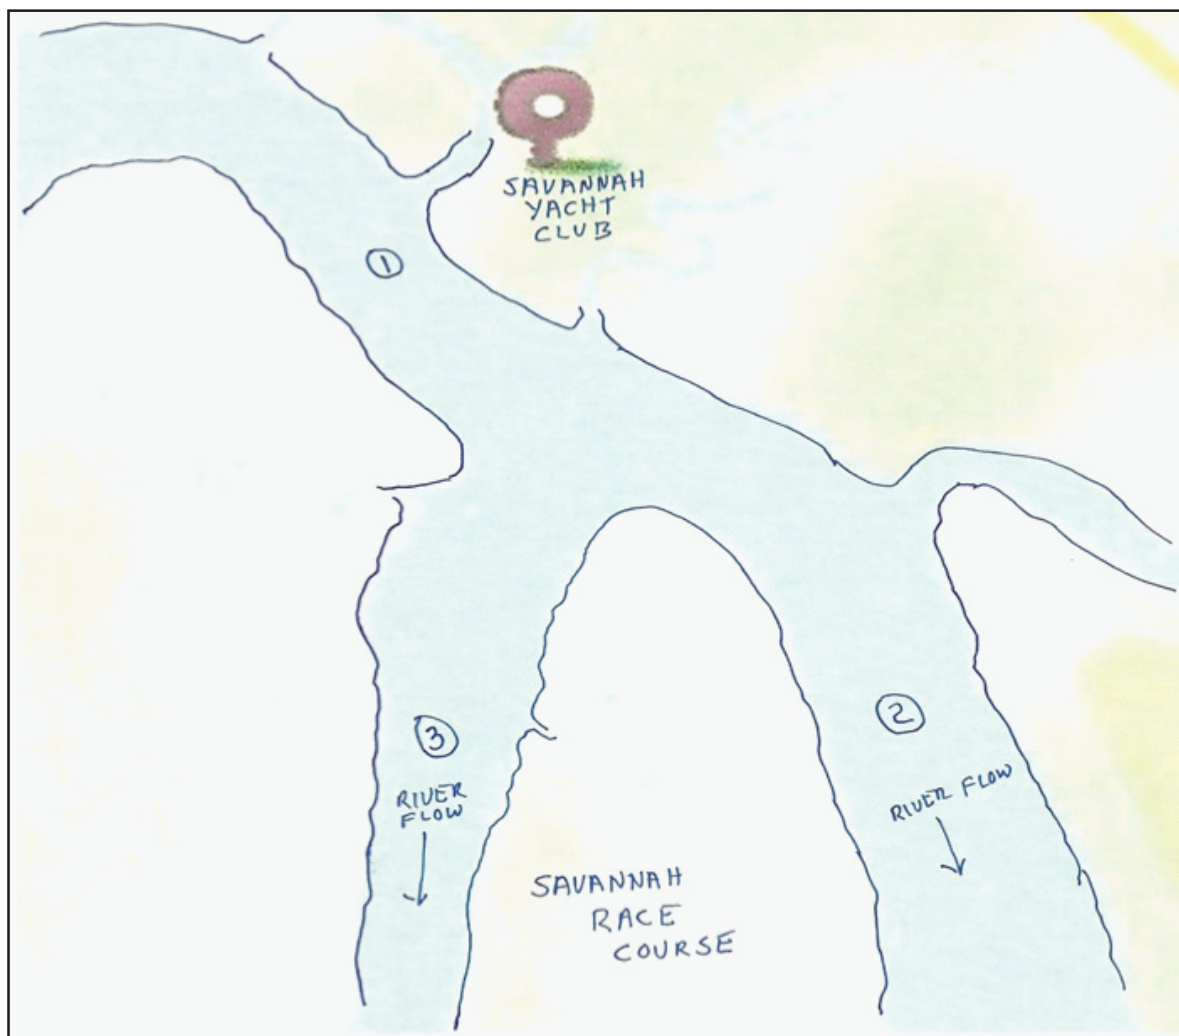 SAVANNAH
YACHT
CLUB
1
2
3
RIVER
FLOW
RIVER FLOW
SAVANNAH
RACE
COURSE